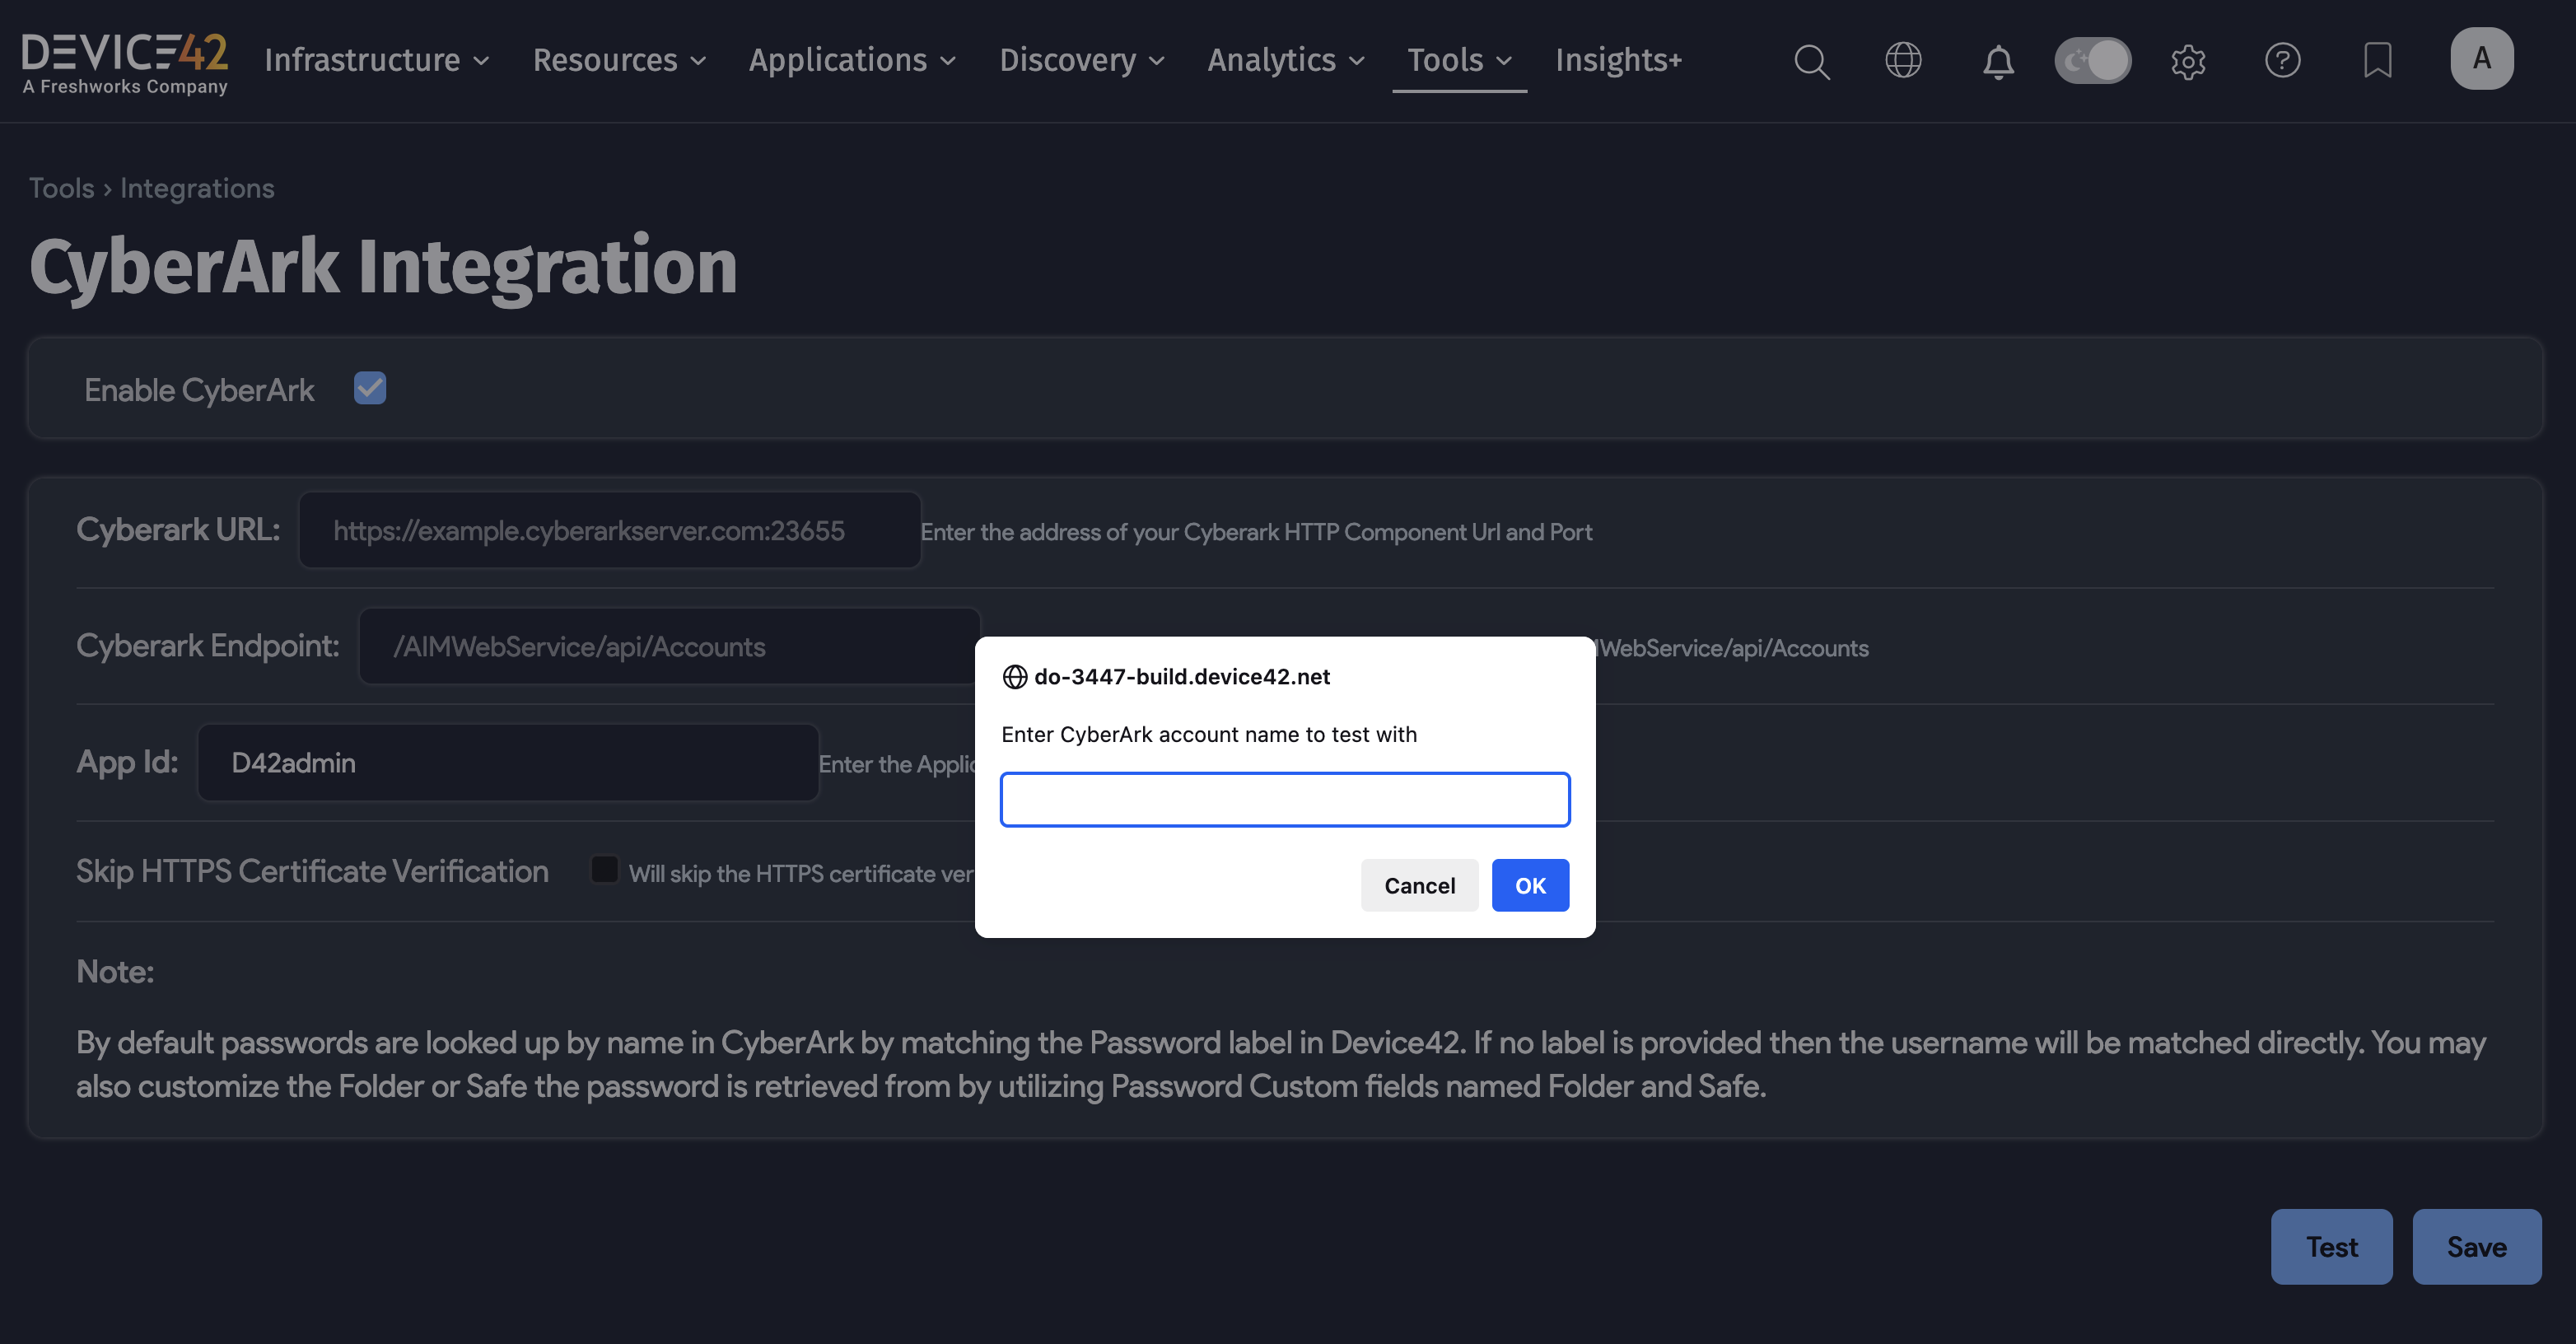 DEVICE42
A Freshworks Company
Infrastructure Resources Applications Discovery Analytics Tools Insights+
A
Tools › Integrations
CyberArk Integration
Enable CyberArk
Cyberark URL: https://example.cyberarkserver.com:23655 Enter the address of your Cyberark HTTP Component Url and Port
Cyberark Endpoint: /AIMWebService/api/Accounts WebService/api/Accounts
do-3447-build.device42.net
Enter CyberArk account name to test with
Cancel OK
App Id: D42admin Enter the
Skip HTTPS Certificate Verification Will skip the HTTPS certificate
Note:
By default passwords are looked up by name in CyberArk by matching the Password label in Device42. If no label is provided then the username will be matched directly. You may
also customize the Folder or Safe the password is retrieved from by utilizing Password Custom fields named Folder and Safe.
Test Save